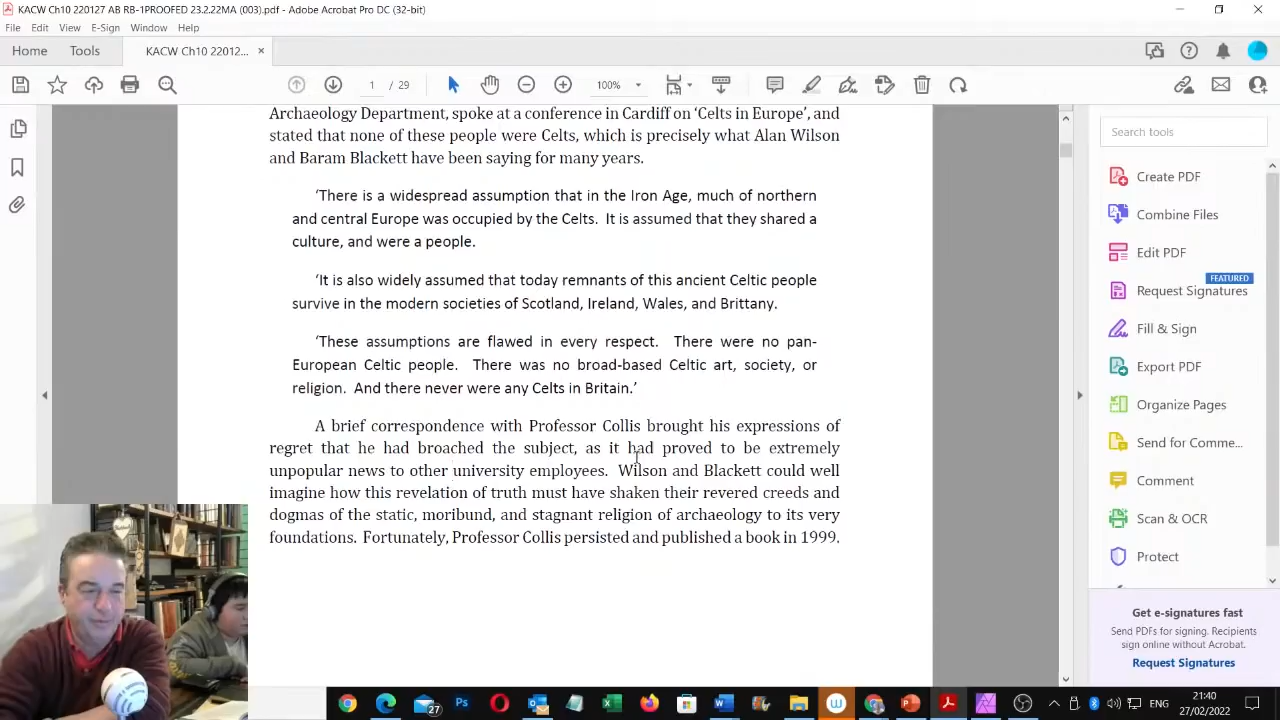 KACW Ch10 220127 AB RB-1PROOFED 23.2.22MA (003).pdf - Adobe Acrobat Pro DC (32-bit)
File Edit View E-Sign Window Help
Home Tools KACW Ch10 22012... ×
1 / 29 100%
Archaeology Department, spoke at a conference in Cardiff on ‘Celts in Europe’, and
stated that none of these people were Celts, which is precisely what Alan Wilson
and Baram Blackett have been saying for many years.
‘There is a widespread assumption that in the Iron Age, much of northern
and central Europe was occupied by the Celts. It is assumed that they shared a
culture, and were a people.
‘It is also widely assumed that today remnants of this ancient Celtic people
survive in the modern societies of Scotland, Ireland, Wales, and Brittany.
‘These assumptions are flawed in every respect. There were no pan-
European Celtic people. There was no broad-based Celtic art, society, or
religion. And there never were any Celts in Britain.’
A brief correspondence with Professor Collis brought his expressions of
regret that he had broached the subject, as it had proved to be extremely
unpopular news to other university employees. Wilson and Blackett could well
imagine how this revelation of truth must have shaken their revered creeds and
dogmas of the static, moribund, and stagnant religion of archaeology to its very
foundations. Fortunately, Professor Collis persisted and published a book in 1999.
Search tools
Create PDF
Combine Files
Edit PDF
FEATURED
Request Signatures
Fill & Sign
Export PDF
Organize Pages
Send for Comme...
Comment
Scan & OCR
Protect
Get e-signatures fast
Send PDFs for signing. Recipients
sign online without Acrobat.
Request Signatures
27
Ps
W
ENG
21:40
27/02/2022